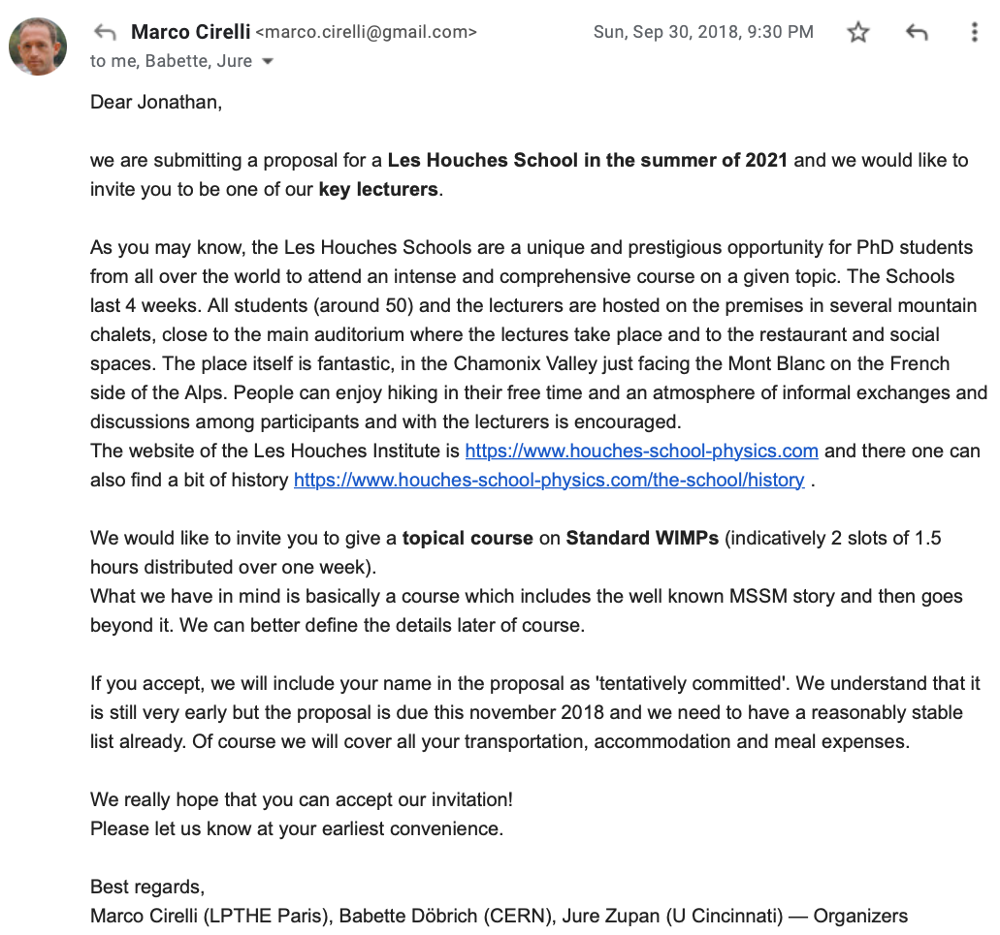 Marco Cirelli <marco.cirelli@gmail.com> Sun, Sep 30, 2018, 9:30 PM
to me, Babette, Jure
Dear Jonathan,
we are submitting a proposal for a Les Houches School in the summer of 2021 and we would like to
invite you to be one of our key lecturers.
As you may know, the Les Houches Schools are a unique and prestigious opportunity for PhD students
from all over the world to attend an intense and comprehensive course on a given topic. The Schools
last 4 weeks. All students (around 50) and the lecturers are hosted on the premises in several mountain
chalets, close to the main auditorium where the lectures take place and to the restaurant and social
spaces. The place itself is fantastic, in the Chamonix Valley just facing the Mont Blanc on the French
side of the Alps. People can enjoy hiking in their free time and an atmosphere of informal exchanges and
discussions among participants and with the lecturers is encouraged.
The website of the Les Houches Institute is https://www.houches-school-physics.com and there one can
also find a bit of history https://www.houches-school-physics.com/the-school/history .
We would like to invite you to give a topical course on Standard WIMPs (indicatively 2 slots of 1.5
hours distributed over one week).
What we have in mind is basically a course which includes the well known MSSM story and then goes
beyond it. We can better define the details later of course.
If you accept, we will include your name in the proposal as 'tentatively committed'. We understand that it
is still very early but the proposal is due this november 2018 and we need to have a reasonably stable
list already. Of course we will cover all your transportation, accommodation and meal expenses.
We really hope that you can accept our invitation!
Please let us know at your earliest convenience.
Best regards,
Marco Cirelli (LPTHE Paris), Babette Döbrich (CERN), Jure Zupan (U Cincinnati) — Organizers